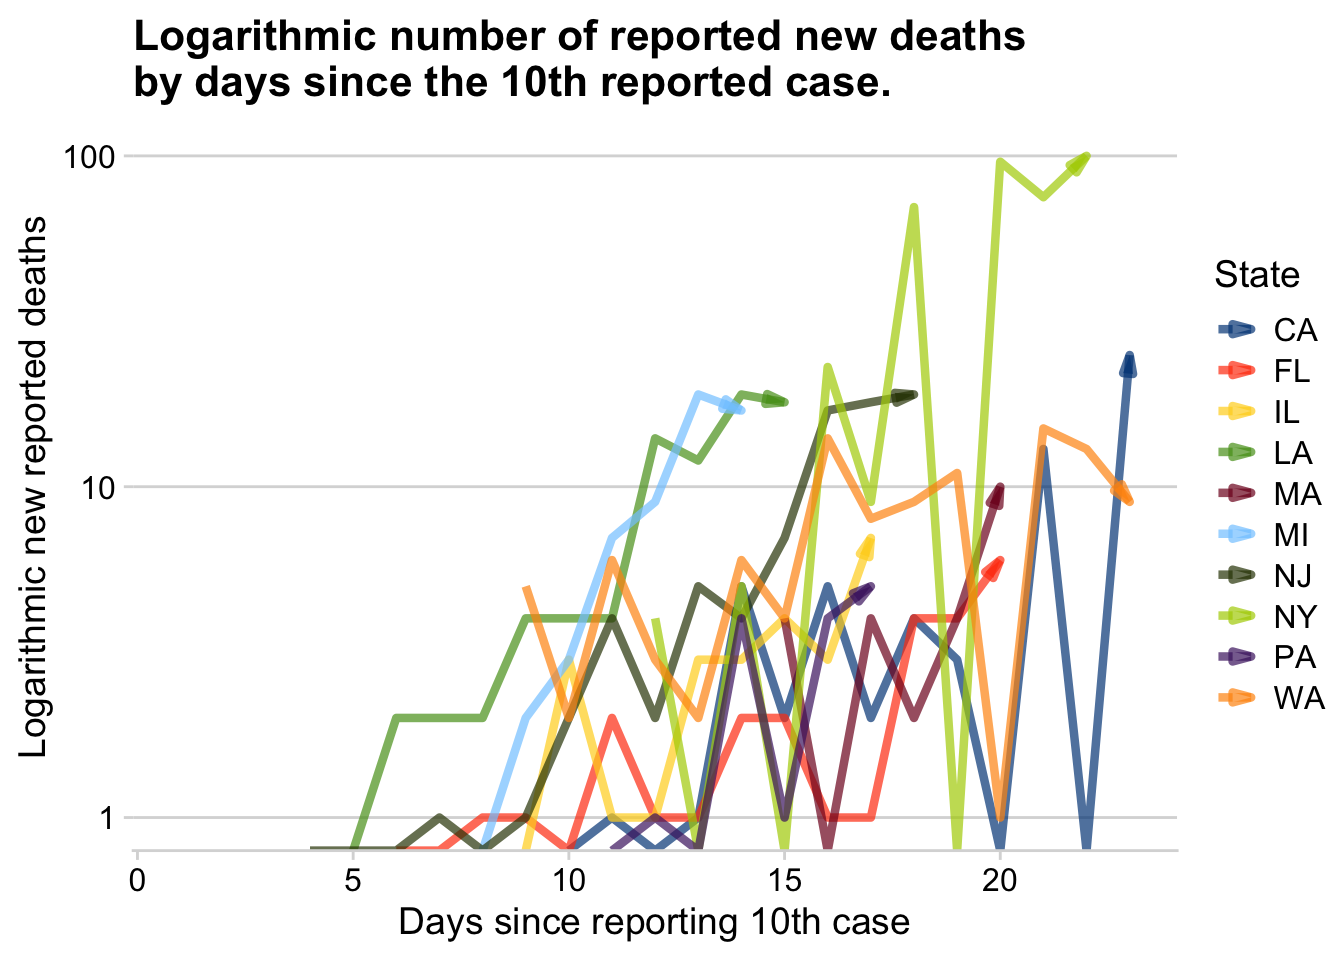 Logarithmic number of reported new deaths
by days since the 10th reported case.
Logarithmic new reported deaths
100
10
1
0
5
10
15
20
Days since reporting 10th case
State
CA
FL
IL
LA
MA
MI
NJ
NY
PA
WA